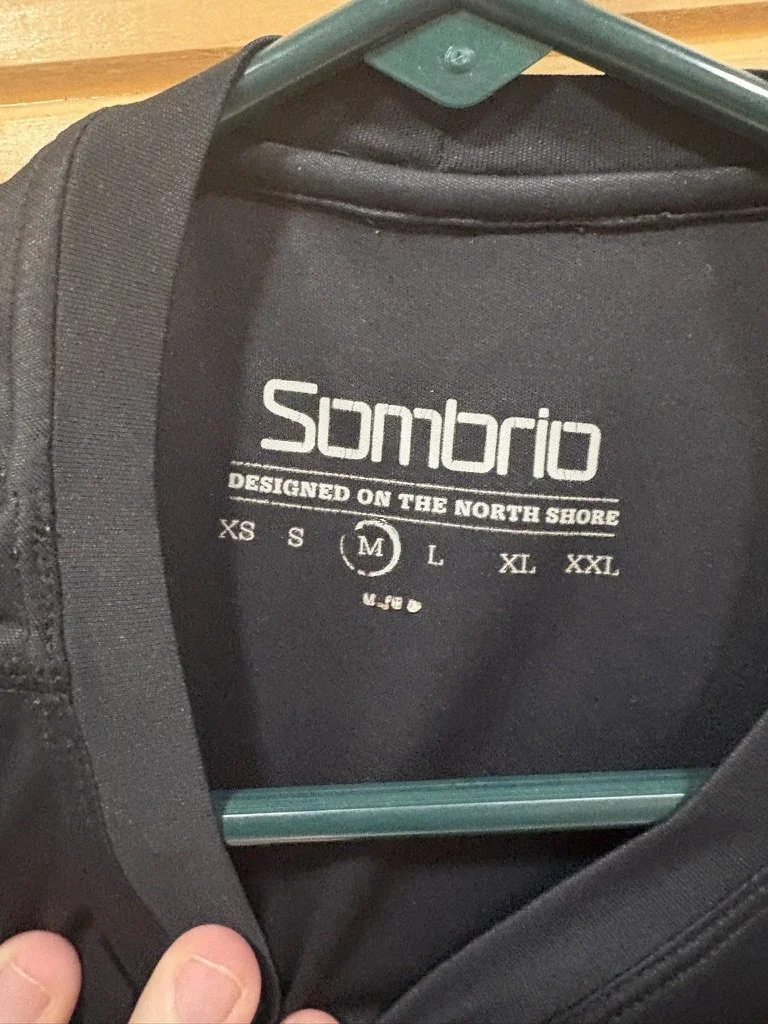 Sombrio
DESIGNED ON THE NORTH SHORE
XS S M L XL XXL